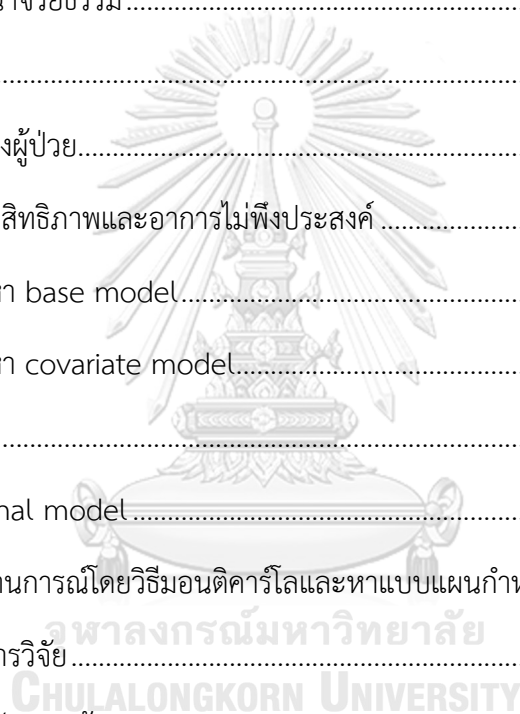 จริยธรรม
งผู้ป่วย
สิทธิภาพและอาการไม่พึงประสงค์
base model
covariate model
nal model
านการณ์โดยวิธีมอนติคาร์โลและหาแบบแผนกำห
จุฬาลงกรณ์มหาวิทยาลัย
ารวิจัย
CHULALONGKORN UNIVERSITY